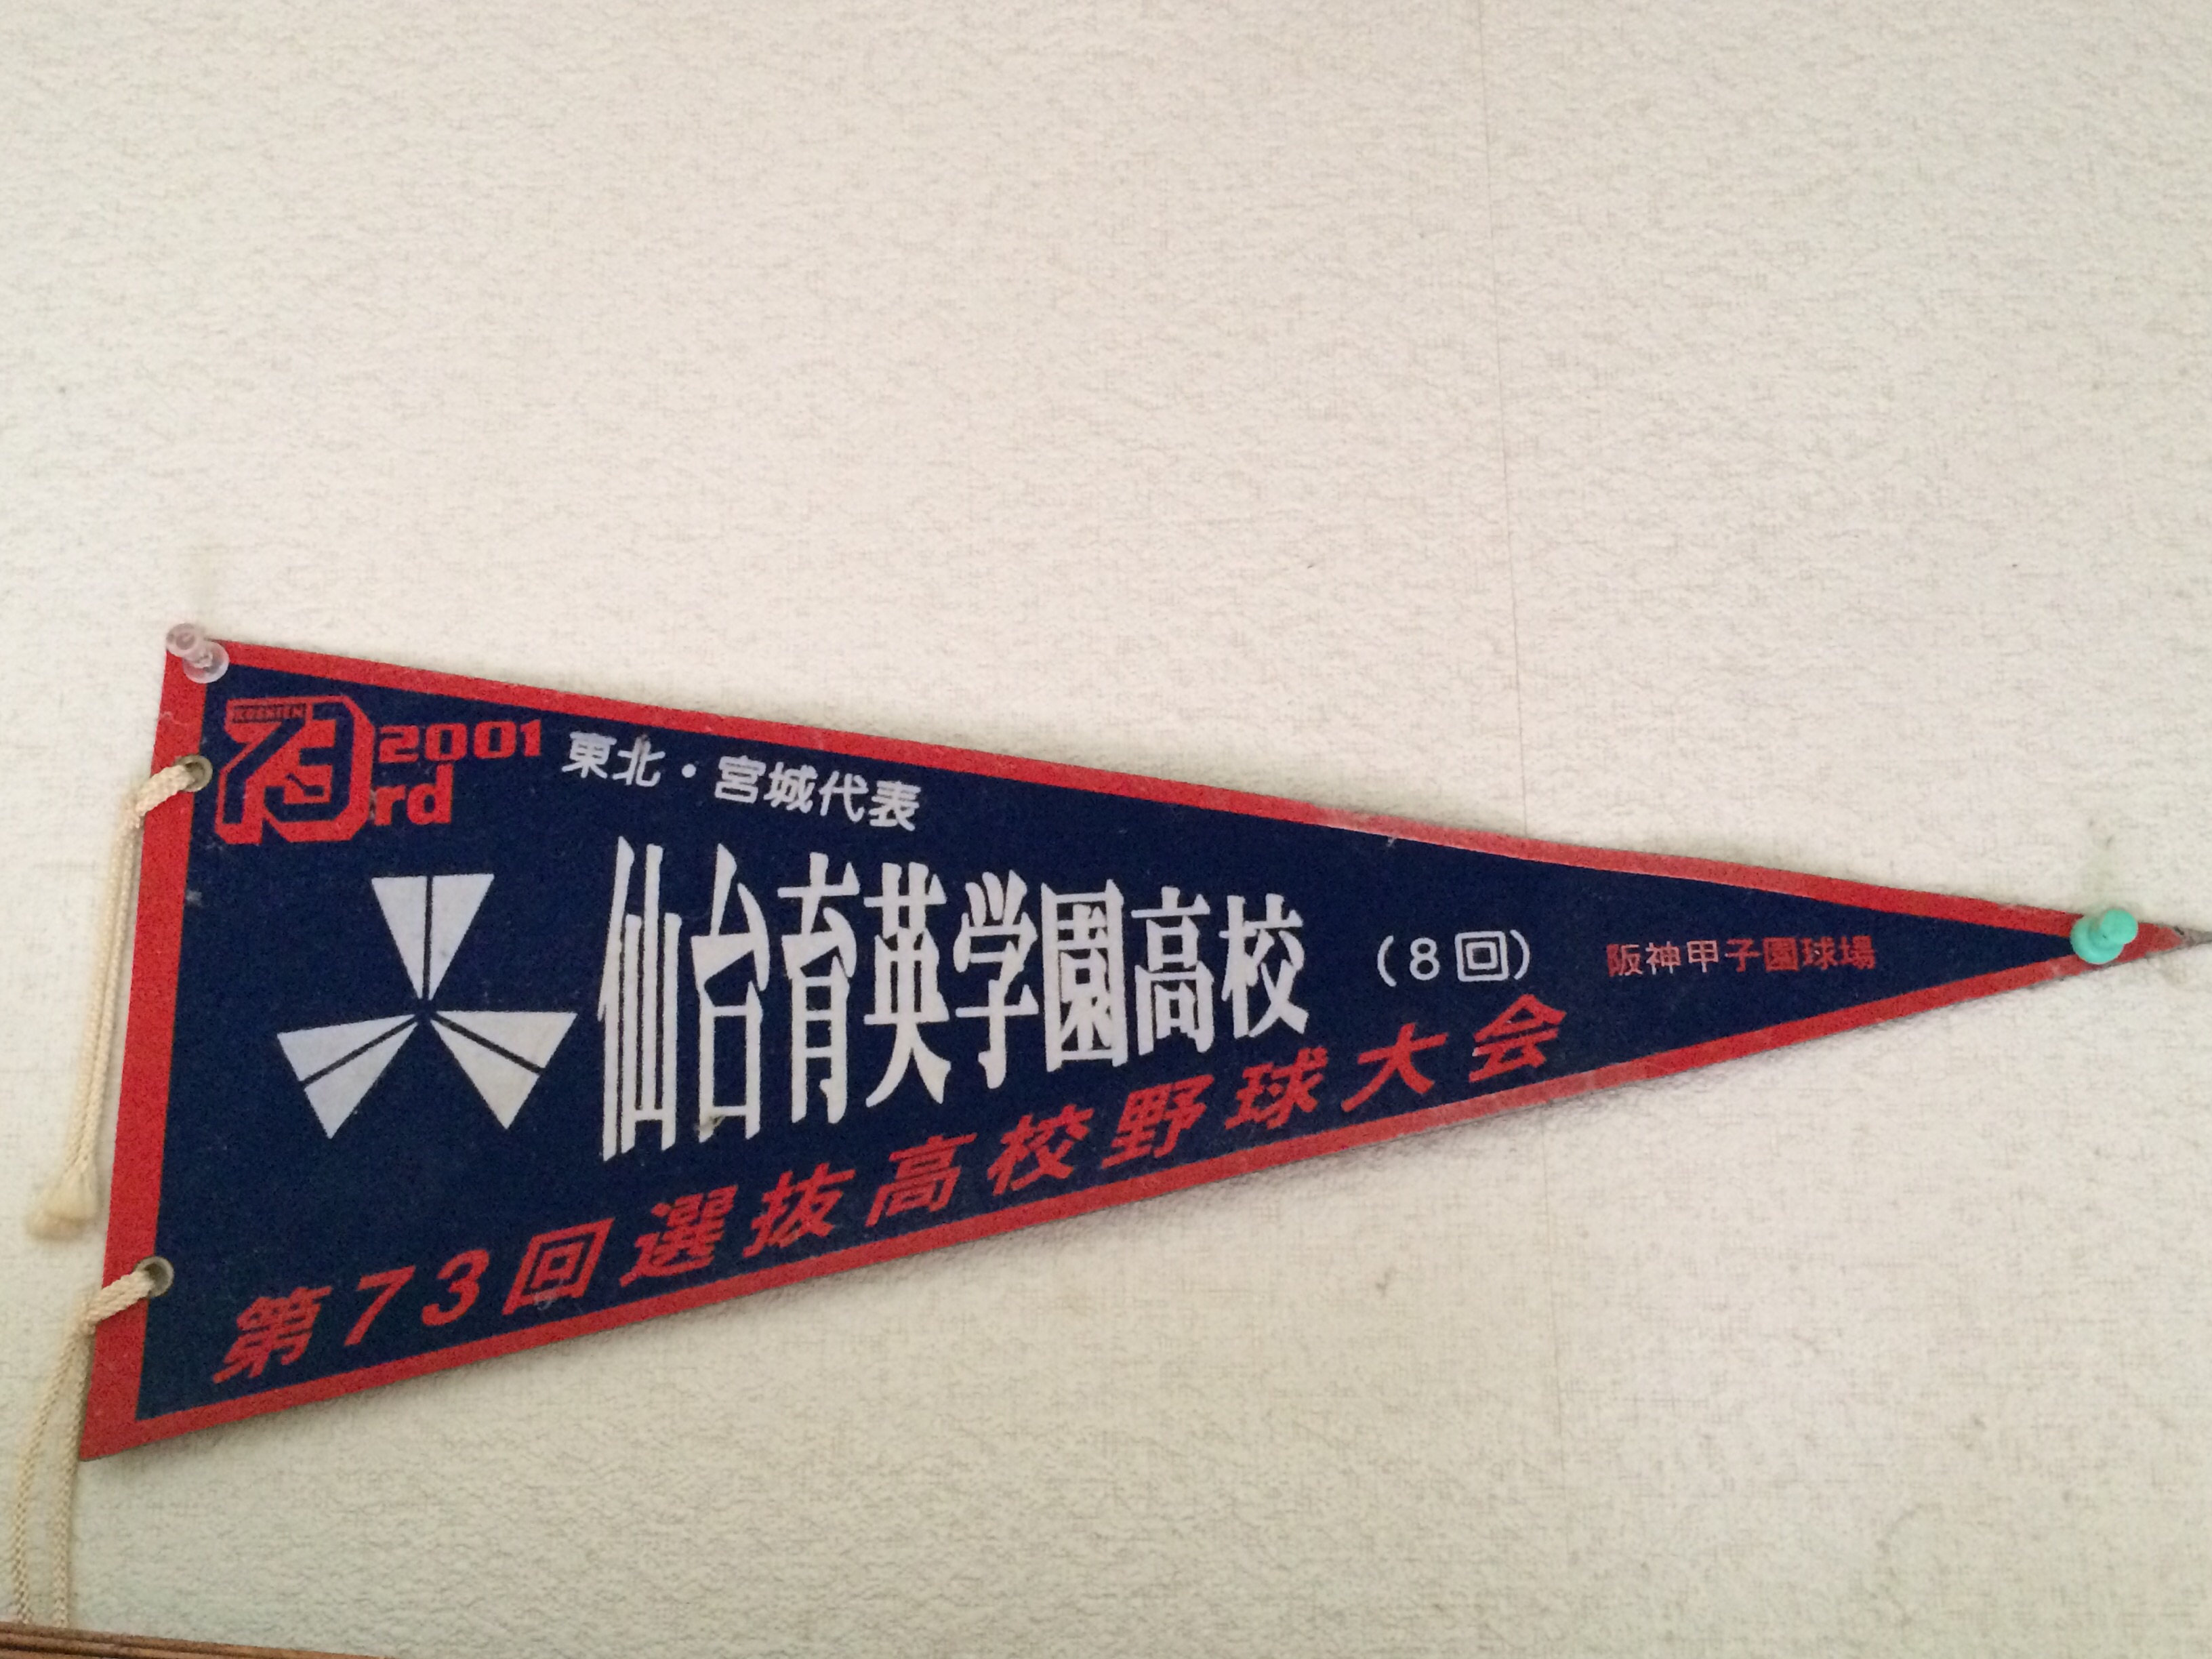 KOSHIEN
73rd 2001
東北・宮城代表
仙台育英学園高校 (8回) 阪神甲子園球場
第73回選抜高校野球大会